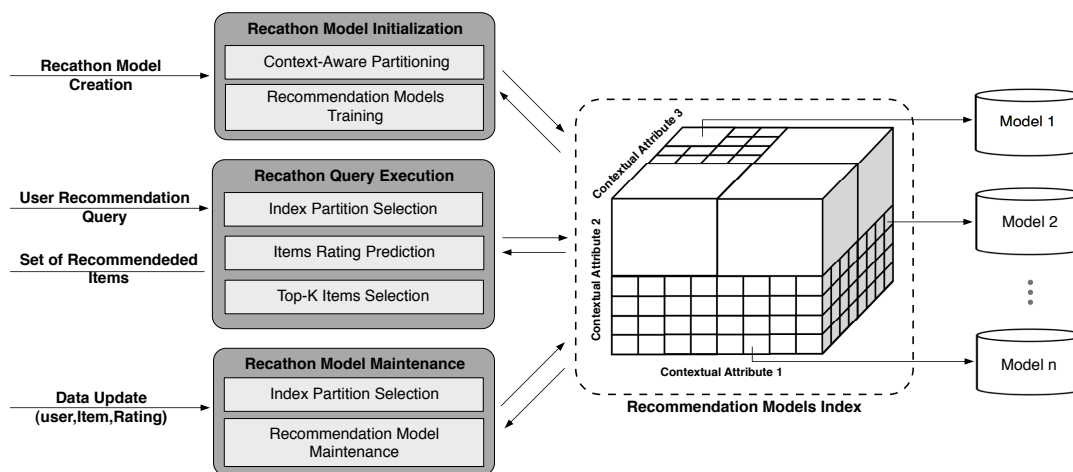 Recathon Model Initialization
Context-Aware Partitioning
Recommendation Models
Training
Recathon Model
Creation
Recathon Query Execution
Index Partition Selection
Items Rating Prediction
Top-K Items Selection
User Recommendation
Query
Set of Recommendeded
Items
Recathon Model Maintenance
Index Partition Selection
Recommendation Model
Maintenance
Data Update
(user,Item,Rating)
Contextual Attribute 3
Contextual Attribute 2
Contextual Attribute 1
Recommendation Models Index
Model 1
Model 2
Model n